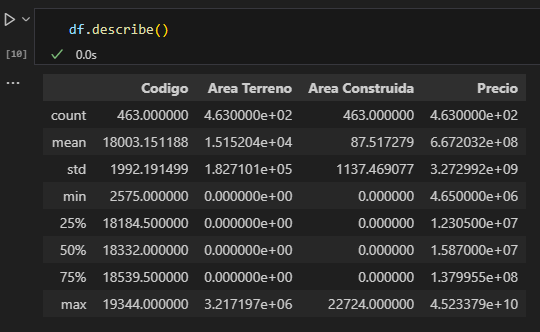 df.describe()
[10] 0.0s
...
Codigo Area Terreno Area Construida Precio
count 463.000000 4.630000e+02 463.000000 4.630000e+02
mean 18003.151188 1.515204e+04 87.517279 6.672032e+08
std 1992.191499 1.827101e+05 1137.469077 3.272992e+09
min 2575.000000 0.000000e+00 0.000000 4.650000e+06
25% 18184.500000 0.000000e+00 0.000000 1.230500e+07
50% 18332.000000 0.000000e+00 0.000000 1.587000e+07
75% 18539.500000 0.000000e+00 0.000000 1.379955e+08
max 19344.000000 3.217197e+06 22724.000000 4.523379e+10